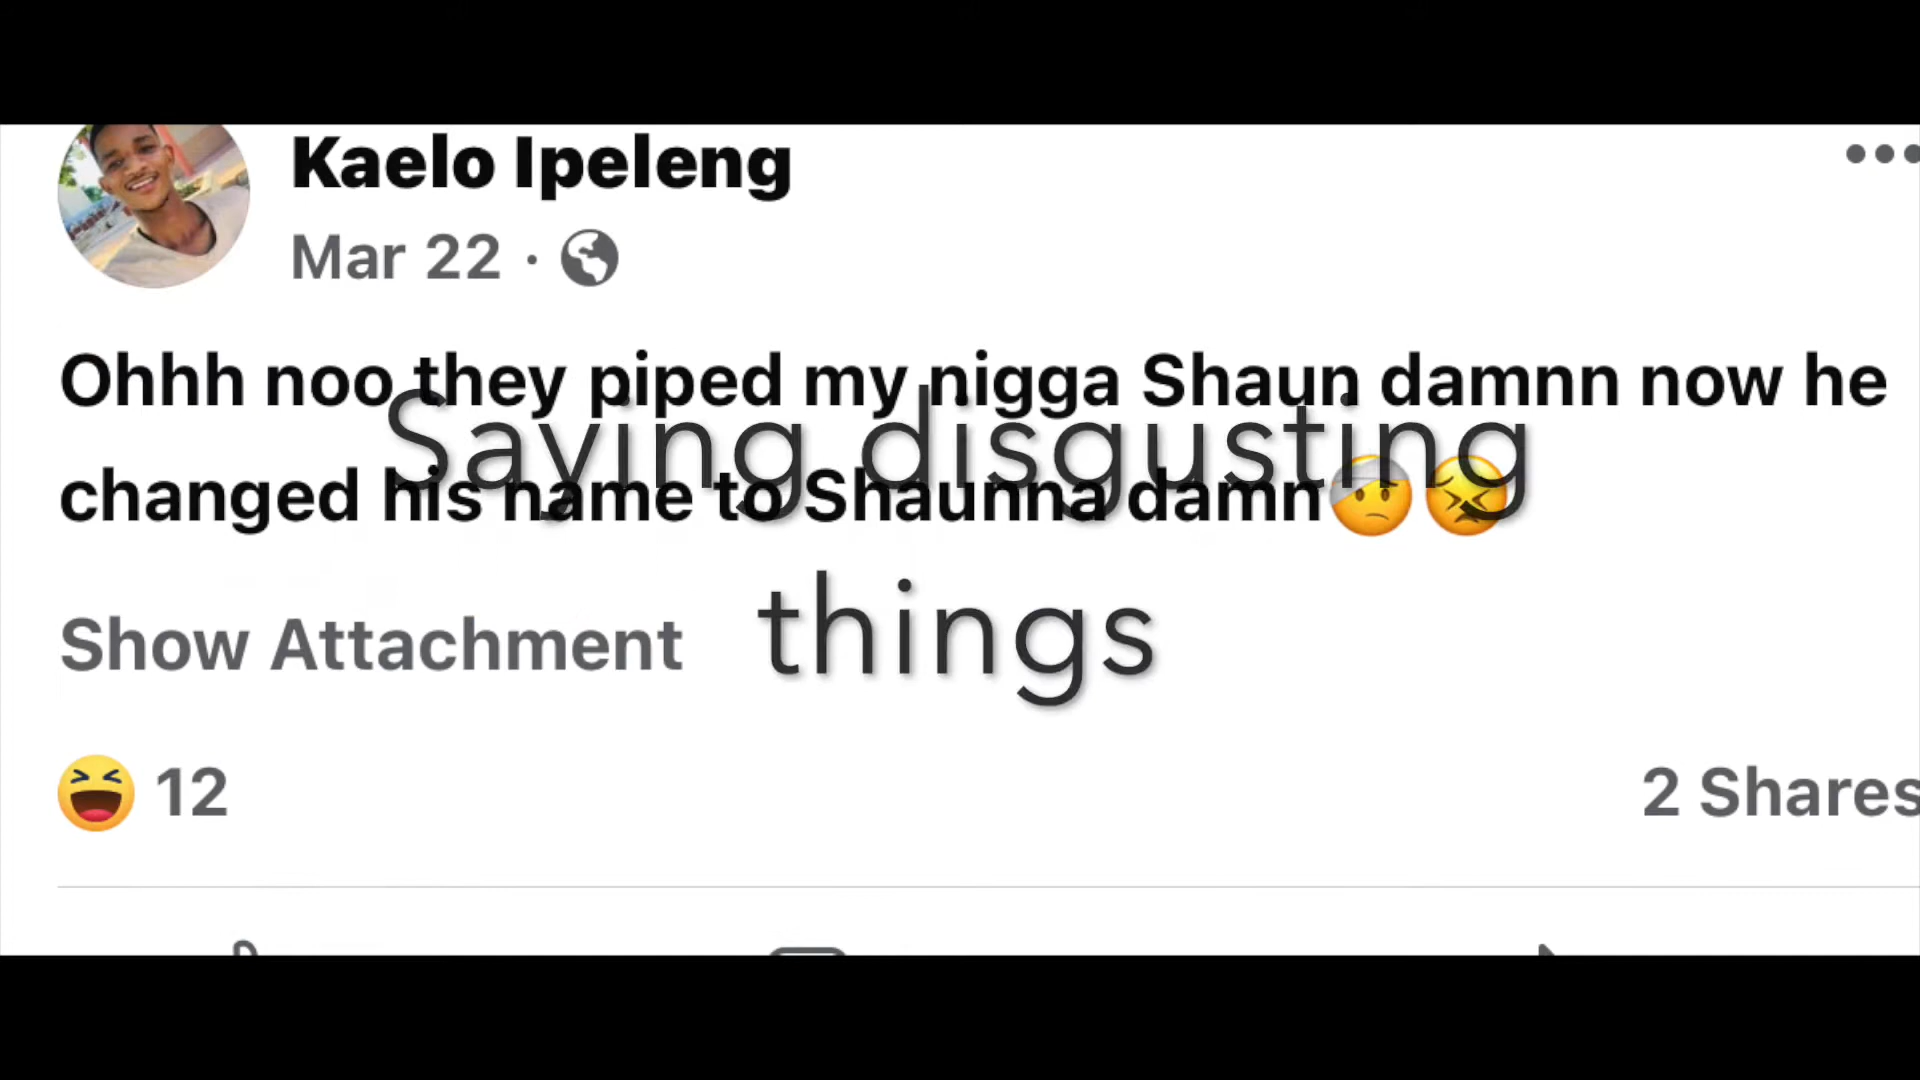 Kaelo Ipeleng
Mar 22 ·
Ohhh noo they piped my nigga Shaun damnn now he
changed his name to Shaunna damn🤕😣
Saying disgusting
things
Show Attachment
😆 12
2 Shares